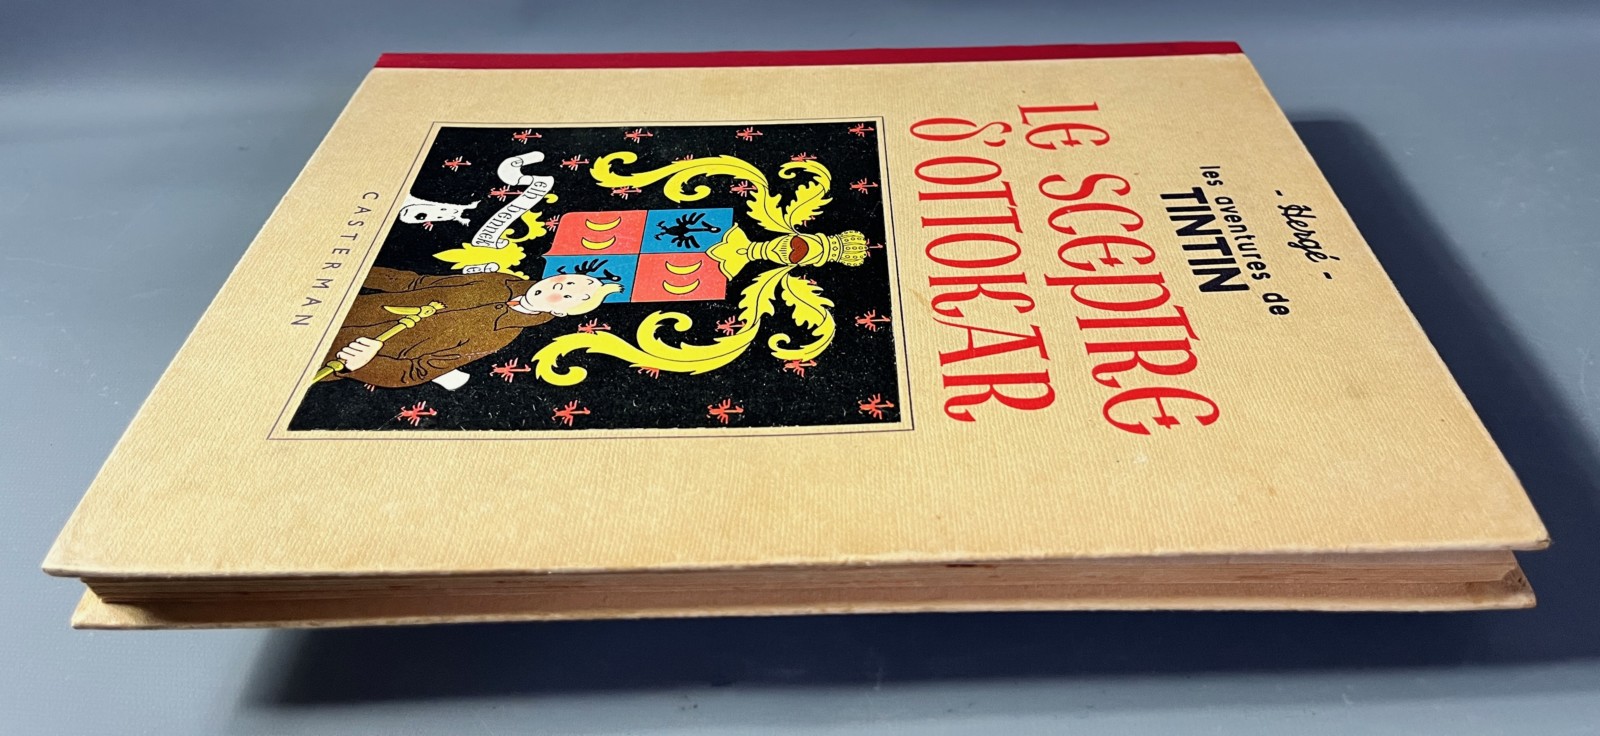 - Hergé -
les aventures de
TINTIN
LE SCEPTRE
D'OTTOKAR
eih bennek
CASTERMAN